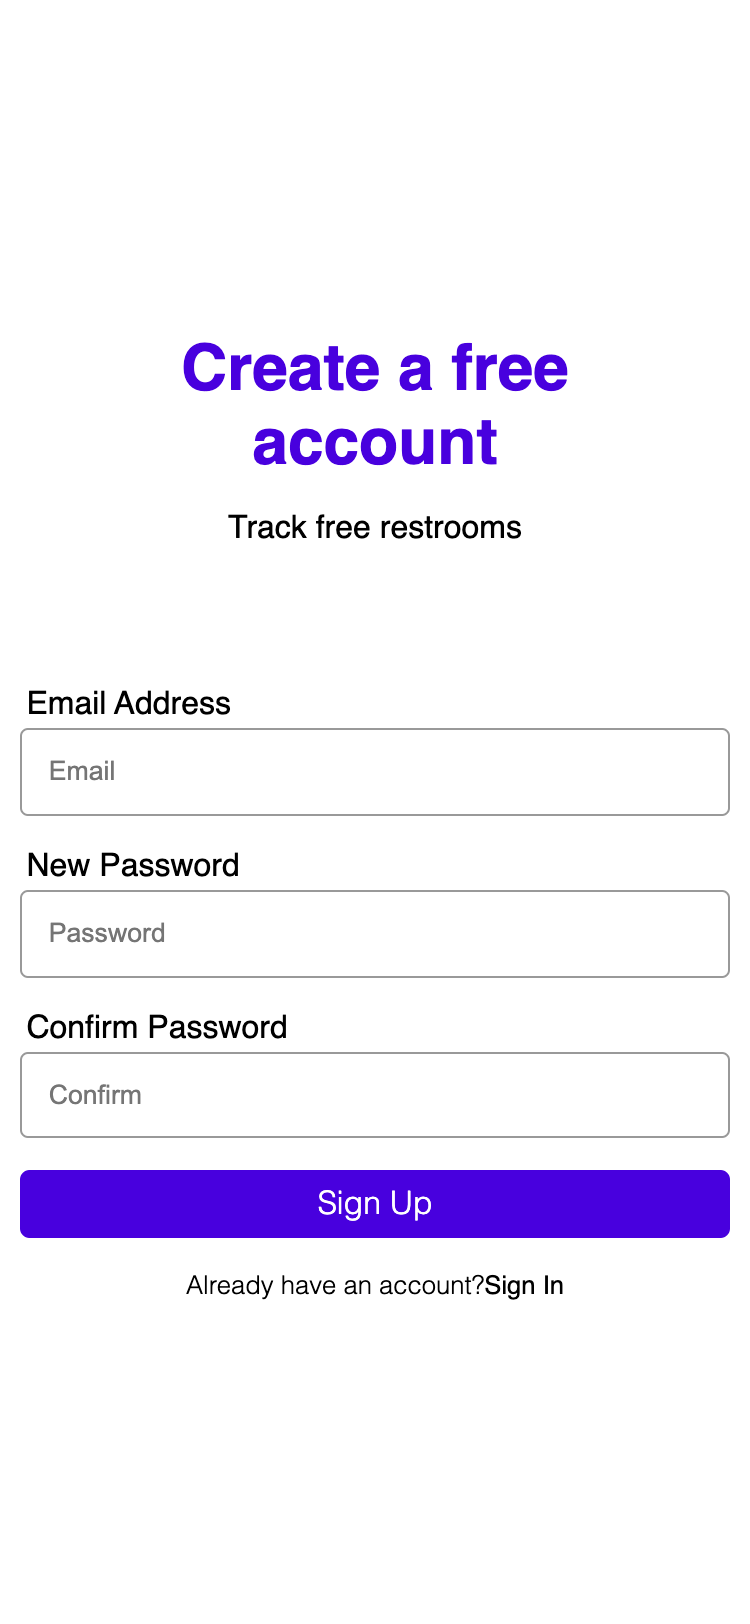 Create a free
account
Track free restrooms
Email Address
Email
New Password
Password
Confirm Password
Confirm
Sign Up
Already have an account?Sign In